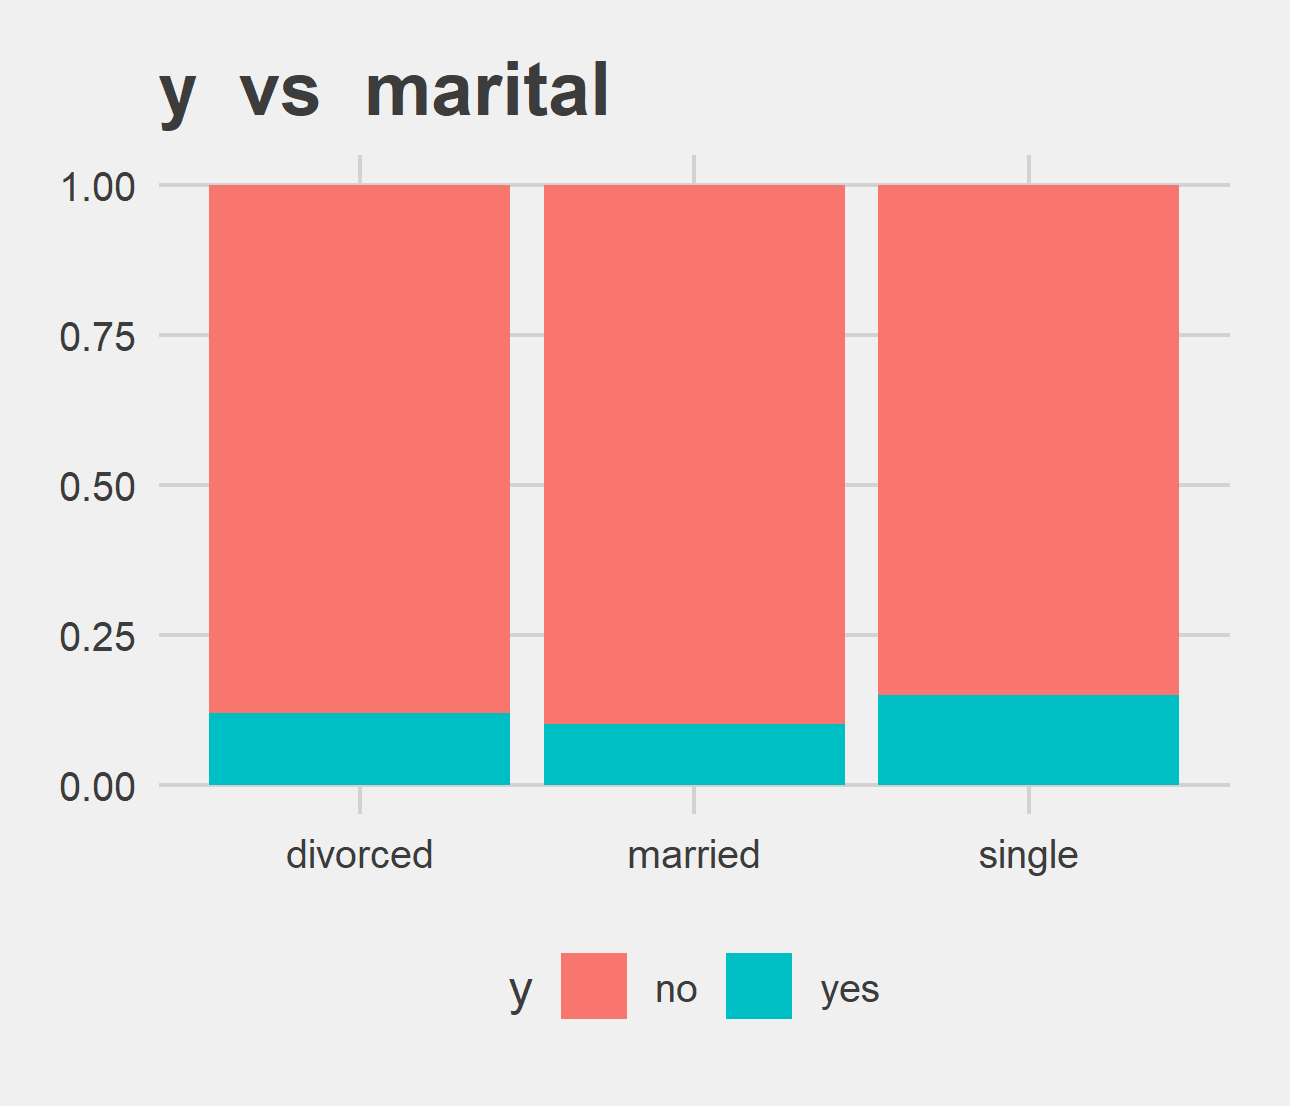 y vs marital
1.00
0.75
0.50
0.25
0.00
divorced married single
y no yes